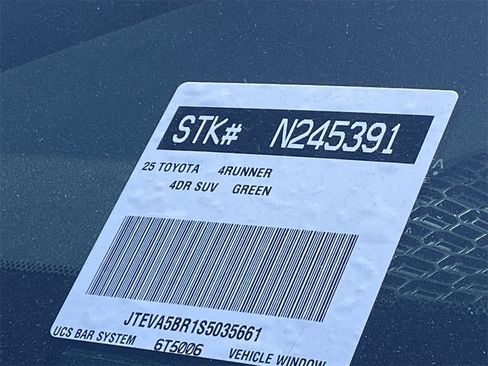 STK# N245391
25 TOYOTA 4RUNNER
4DR SUV GREEN
JTEVA5BR1S5035661
UCS BAR SYSTEM 6T5006 VEHICLE WINDOW